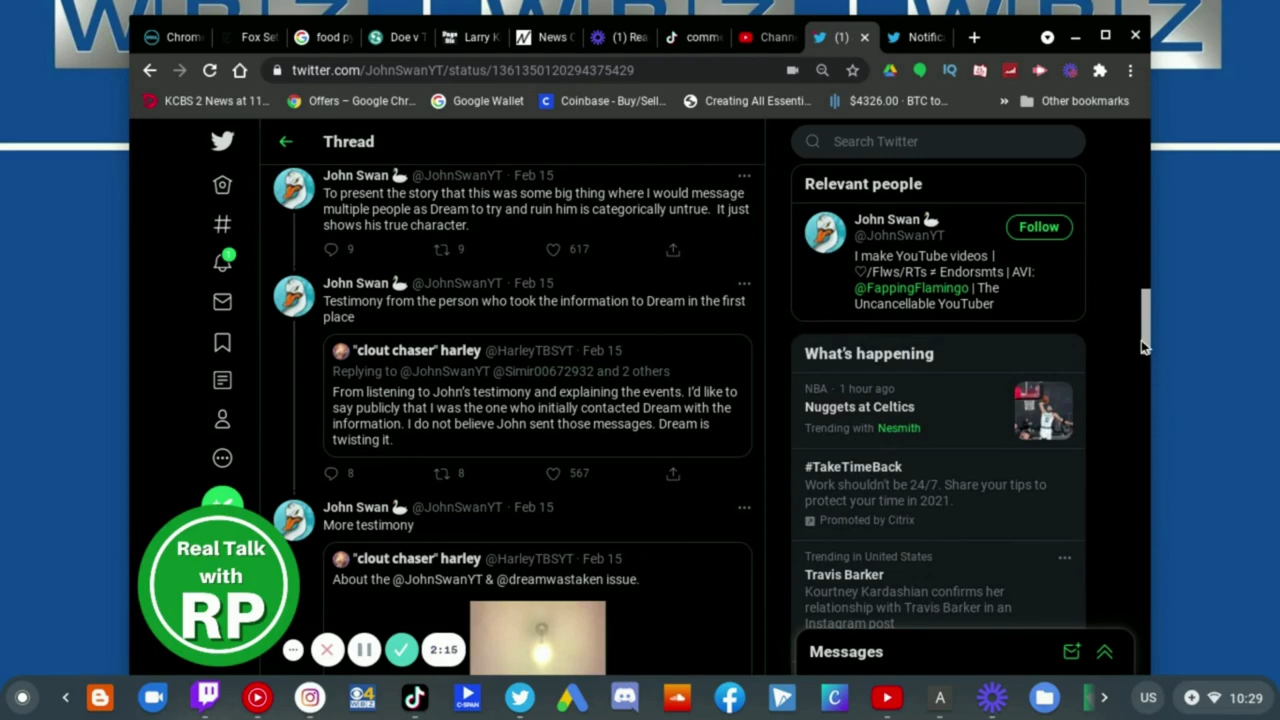 Chrom
Fox Se
food p
Doe v T
Larry K
News C
(1) Rea
comm
Chann
(1)
Notific
twitter.com/JohnSwanYT/status/1361350120294375429
KCBS 2 News at 11...
Offers – Google Chr...
Google Wallet
Coinbase - Buy/Sell...
Creating All Essenti...
$4326.00 · BTC to...
»
Other bookmarks
Thread
John Swan @JohnSwanYT · Feb 15
To present the story that this was some big thing where I would message
multiple people as Dream to try and ruin him is categorically untrue. It just
shows his true character.
9 9 617
John Swan @JohnSwanYT · Feb 15
Testimony from the person who took the information to Dream in the first
place
"clout chaser" harley @HarleyTBSYT · Feb 15
Replying to @JohnSwanYT @Simir00672932 and 2 others
From listening to John's testimony and explaining the events. I'd like to
say publicly that I was the one who initially contacted Dream with the
information. I do not believe John sent those messages. Dream is
twisting it.
8 8 567
John Swan @JohnSwanYT · Feb 15
More testimony
"clout chaser" harley @HarleyTBSYT · Feb 15
About the @JohnSwanYT & @dreamwastaken issue.
Search Twitter
Relevant people
John Swan
@JohnSwanYT
Follow
I make YouTube videos |
♡/Flws/RTs ≠ Endorsmts | AVI:
@FappingFlamingo | The
Uncancellable YouTuber
What's happening
NBA · 1 hour ago
Nuggets at Celtics
Trending with Nesmith
#TakeTimeBack
Work shouldn't be 24/7. Share your tips to
protect your time in 2021.
Promoted by Citrix
Trending in United States
Travis Barker
Kourtney Kardashian confirms her
relationship with Travis Barker in an
Instagram post
Messages
1
Real Talk
with
RP
2:15
CBS 4
WBIZ
C-SPAN
US
10:29